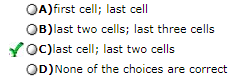 A)first cell; last cell
B)last two cells; last three cells
C)last cell; last two cells
D)None of the choices are correct